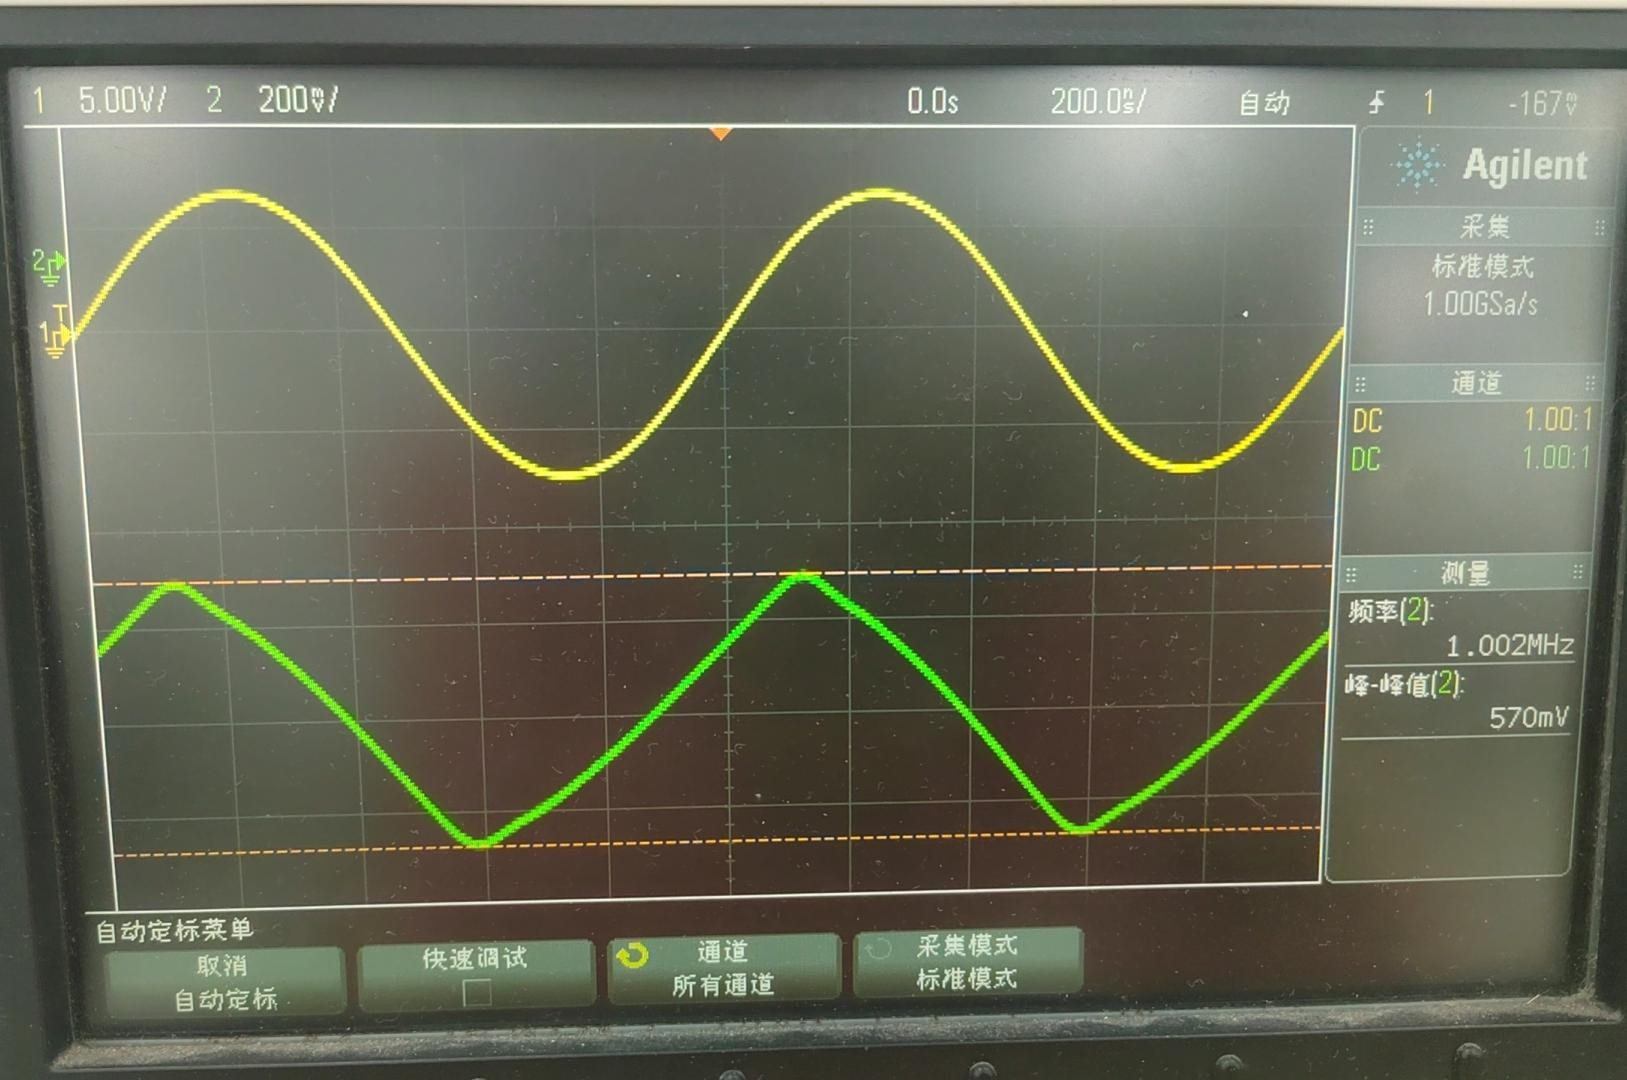 1 5.00V/ 2 200mV/ 0.0s 200.0ns/ 自动 1 -167mV
Agilent
采集
标准模式
1.00GSa/s
通道
DC 1.00:1
DC 1.00:1
测量
频率(2):
1.002MHz
峰-峰值(2):
570mV
2
T
1
自动定标菜单
取消
自动定标
快速调试
通道
所有通道
采集模式
标准模式